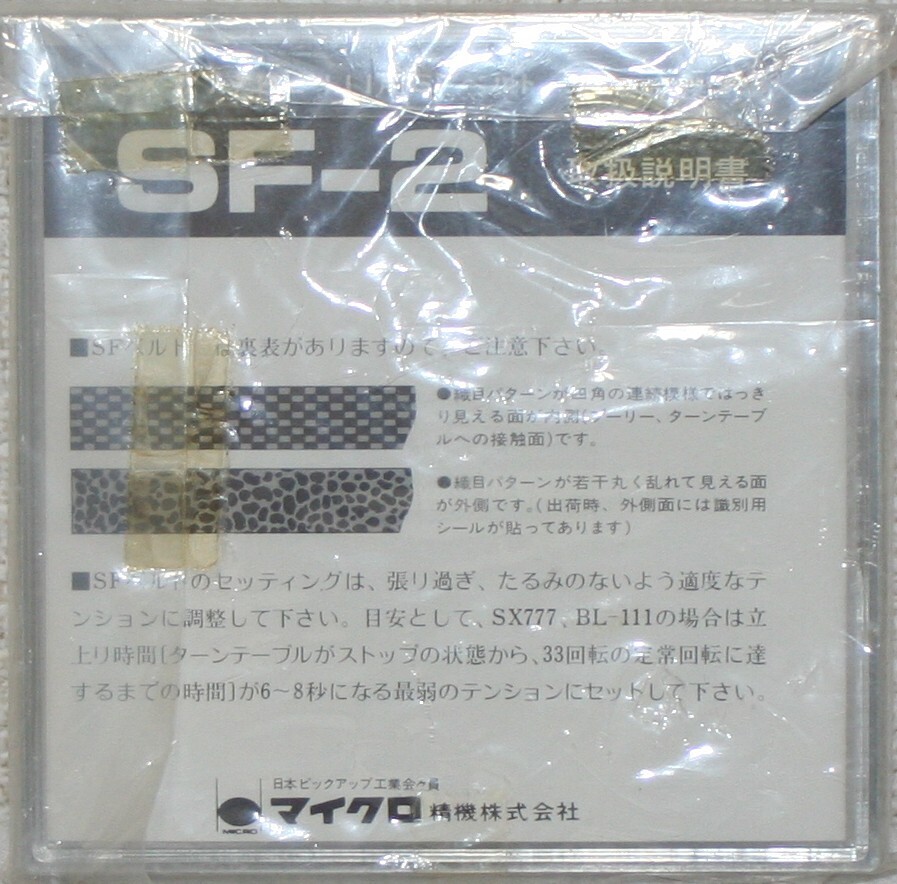 SF-2
取扱説明書
■SFベルトには裏表がありますので、ご注意下さい。
●織目パターンが四角の連続模様ではっき
り見える面が内側(プーリー、ターンテーブ
ルへの接触面)です。
●織目パターンが若干丸く乱れて見える面
が外側です。(出荷時、外側面には識別用
シールが貼ってあります)
■SFベルトのセッティングは、張り過ぎ、たるみのないよう適度なテ
ンションに調整して下さい。目安として、SX777、BL-111の場合は立
上り時間〔ターンテーブルがストップの状態から、33回転の定常回転に達
するまでの時間〕が6～8秒になる最弱のテンションにセットして下さい。
日本ピックアップ工業会々員
MICRO
マイクロ精機株式会社